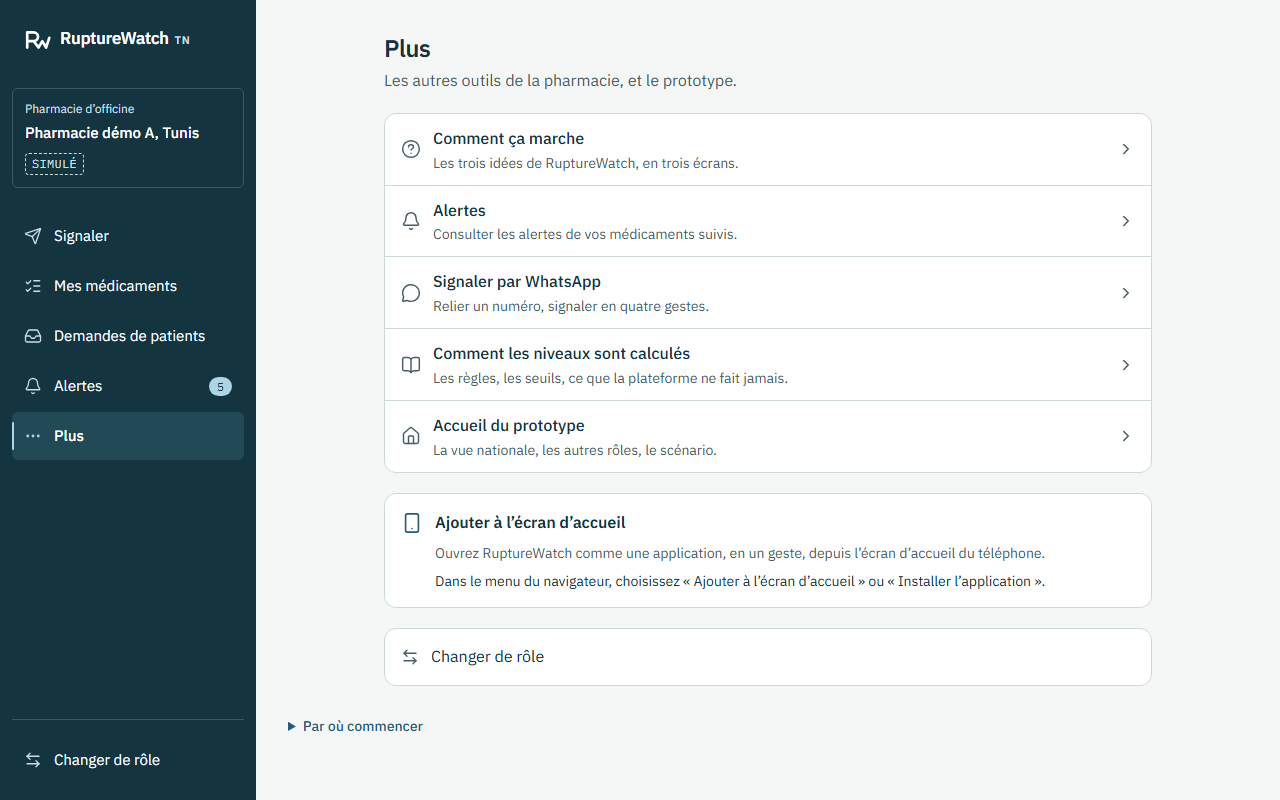 RuptureWatch TN
Pharmacie d’officine
Pharmacie démo A, Tunis
SIMULÉ
Signaler
Mes médicaments
Demandes de patients
Alertes 5
Plus
Changer de rôle
Plus
Les autres outils de la pharmacie, et le prototype.
Comment ça marche
Les trois idées de RuptureWatch, en trois écrans.
Alertes
Consulter les alertes de vos médicaments suivis.
Signaler par WhatsApp
Relier un numéro, signaler en quatre gestes.
Comment les niveaux sont calculés
Les règles, les seuils, ce que la plateforme ne fait jamais.
Accueil du prototype
La vue nationale, les autres rôles, le scénario.
Ajouter à l’écran d’accueil
Ouvrez RuptureWatch comme une application, en un geste, depuis l’écran d’accueil du téléphone.
Dans le menu du navigateur, choisissez « Ajouter à l’écran d’accueil » ou « Installer l’application ».
Changer de rôle
Par où commencer